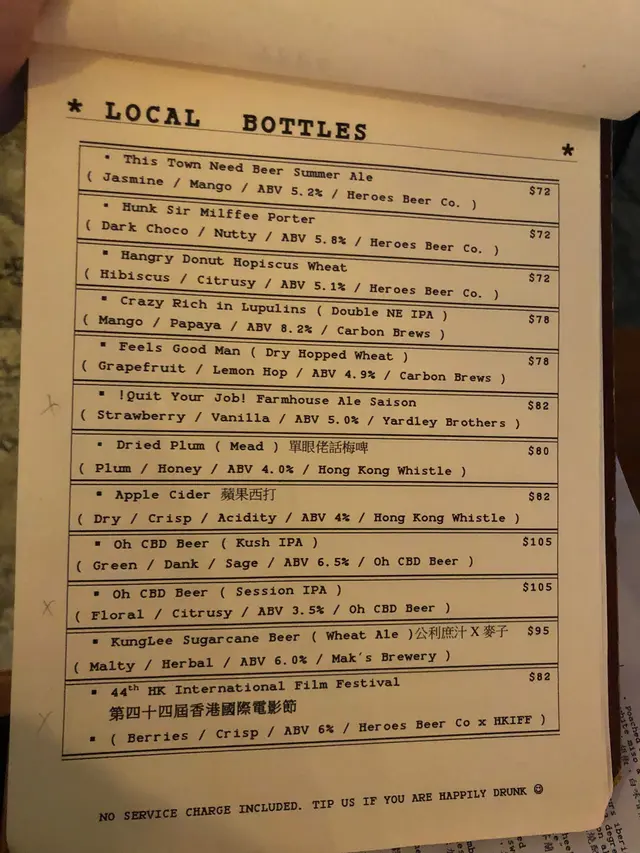 * LOCAL BOTTLES *
▪ This Town Need Beer Summer Ale $72
( Jasmine / Mango / ABV 5.2% / Heroes Beer Co. )
▪ Hunk Sir Milffee Porter $72
( Dark Choco / Nutty / ABV 5.8% / Heroes Beer Co. )
▪ Hangry Donut Hopiscus Wheat $72
( Hibiscus / Citrusy / ABV 5.1% / Heroes Beer Co. )
▪ Crazy Rich in Lupulins ( Double NE IPA ) $78
( Mango / Papaya / ABV 8.2% / Carbon Brews )
▪ Feels Good Man ( Dry Hopped Wheat ) $78
( Grapefruit / Lemon Hop / ABV 4.9% / Carbon Brews )
▪ !Quit Your Job! Farmhouse Ale Saison $82
( Strawberry / Vanilla / ABV 5.0% / Yardley Brothers )
▪ Dried Plum ( Mead ) 單眼佬話梅啤 $80
( Plum / Honey / ABV 4.0% / Hong Kong Whistle )
▪ Apple Cider 蘋果西打 $82
( Dry / Crisp / Acidity / ABV 4% / Hong Kong Whistle )
▪ Oh CBD Beer ( Kush IPA ) $105
( Green / Dank / Sage / ABV 6.5% / Oh CBD Beer )
▪ Oh CBD Beer ( Session IPA ) $105
( Floral / Citrusy / ABV 3.5% / Oh CBD Beer )
▪ KungLee Sugarcane Beer ( Wheat Ale )公利庶汁 X 麥子 $95
( Malty / Herbal / ABV 6.0% / Mak's Brewery )
▪ 44th HK International Film Festival $82
第四十四屆香港國際電影節
▪ ( Berries / Crisp / ABV 6% / Heroes Beer Co x HKIFF )
NO SERVICE CHARGE INCLUDED. TIP US IF YOU ARE HAPPILY DRUNK ☺